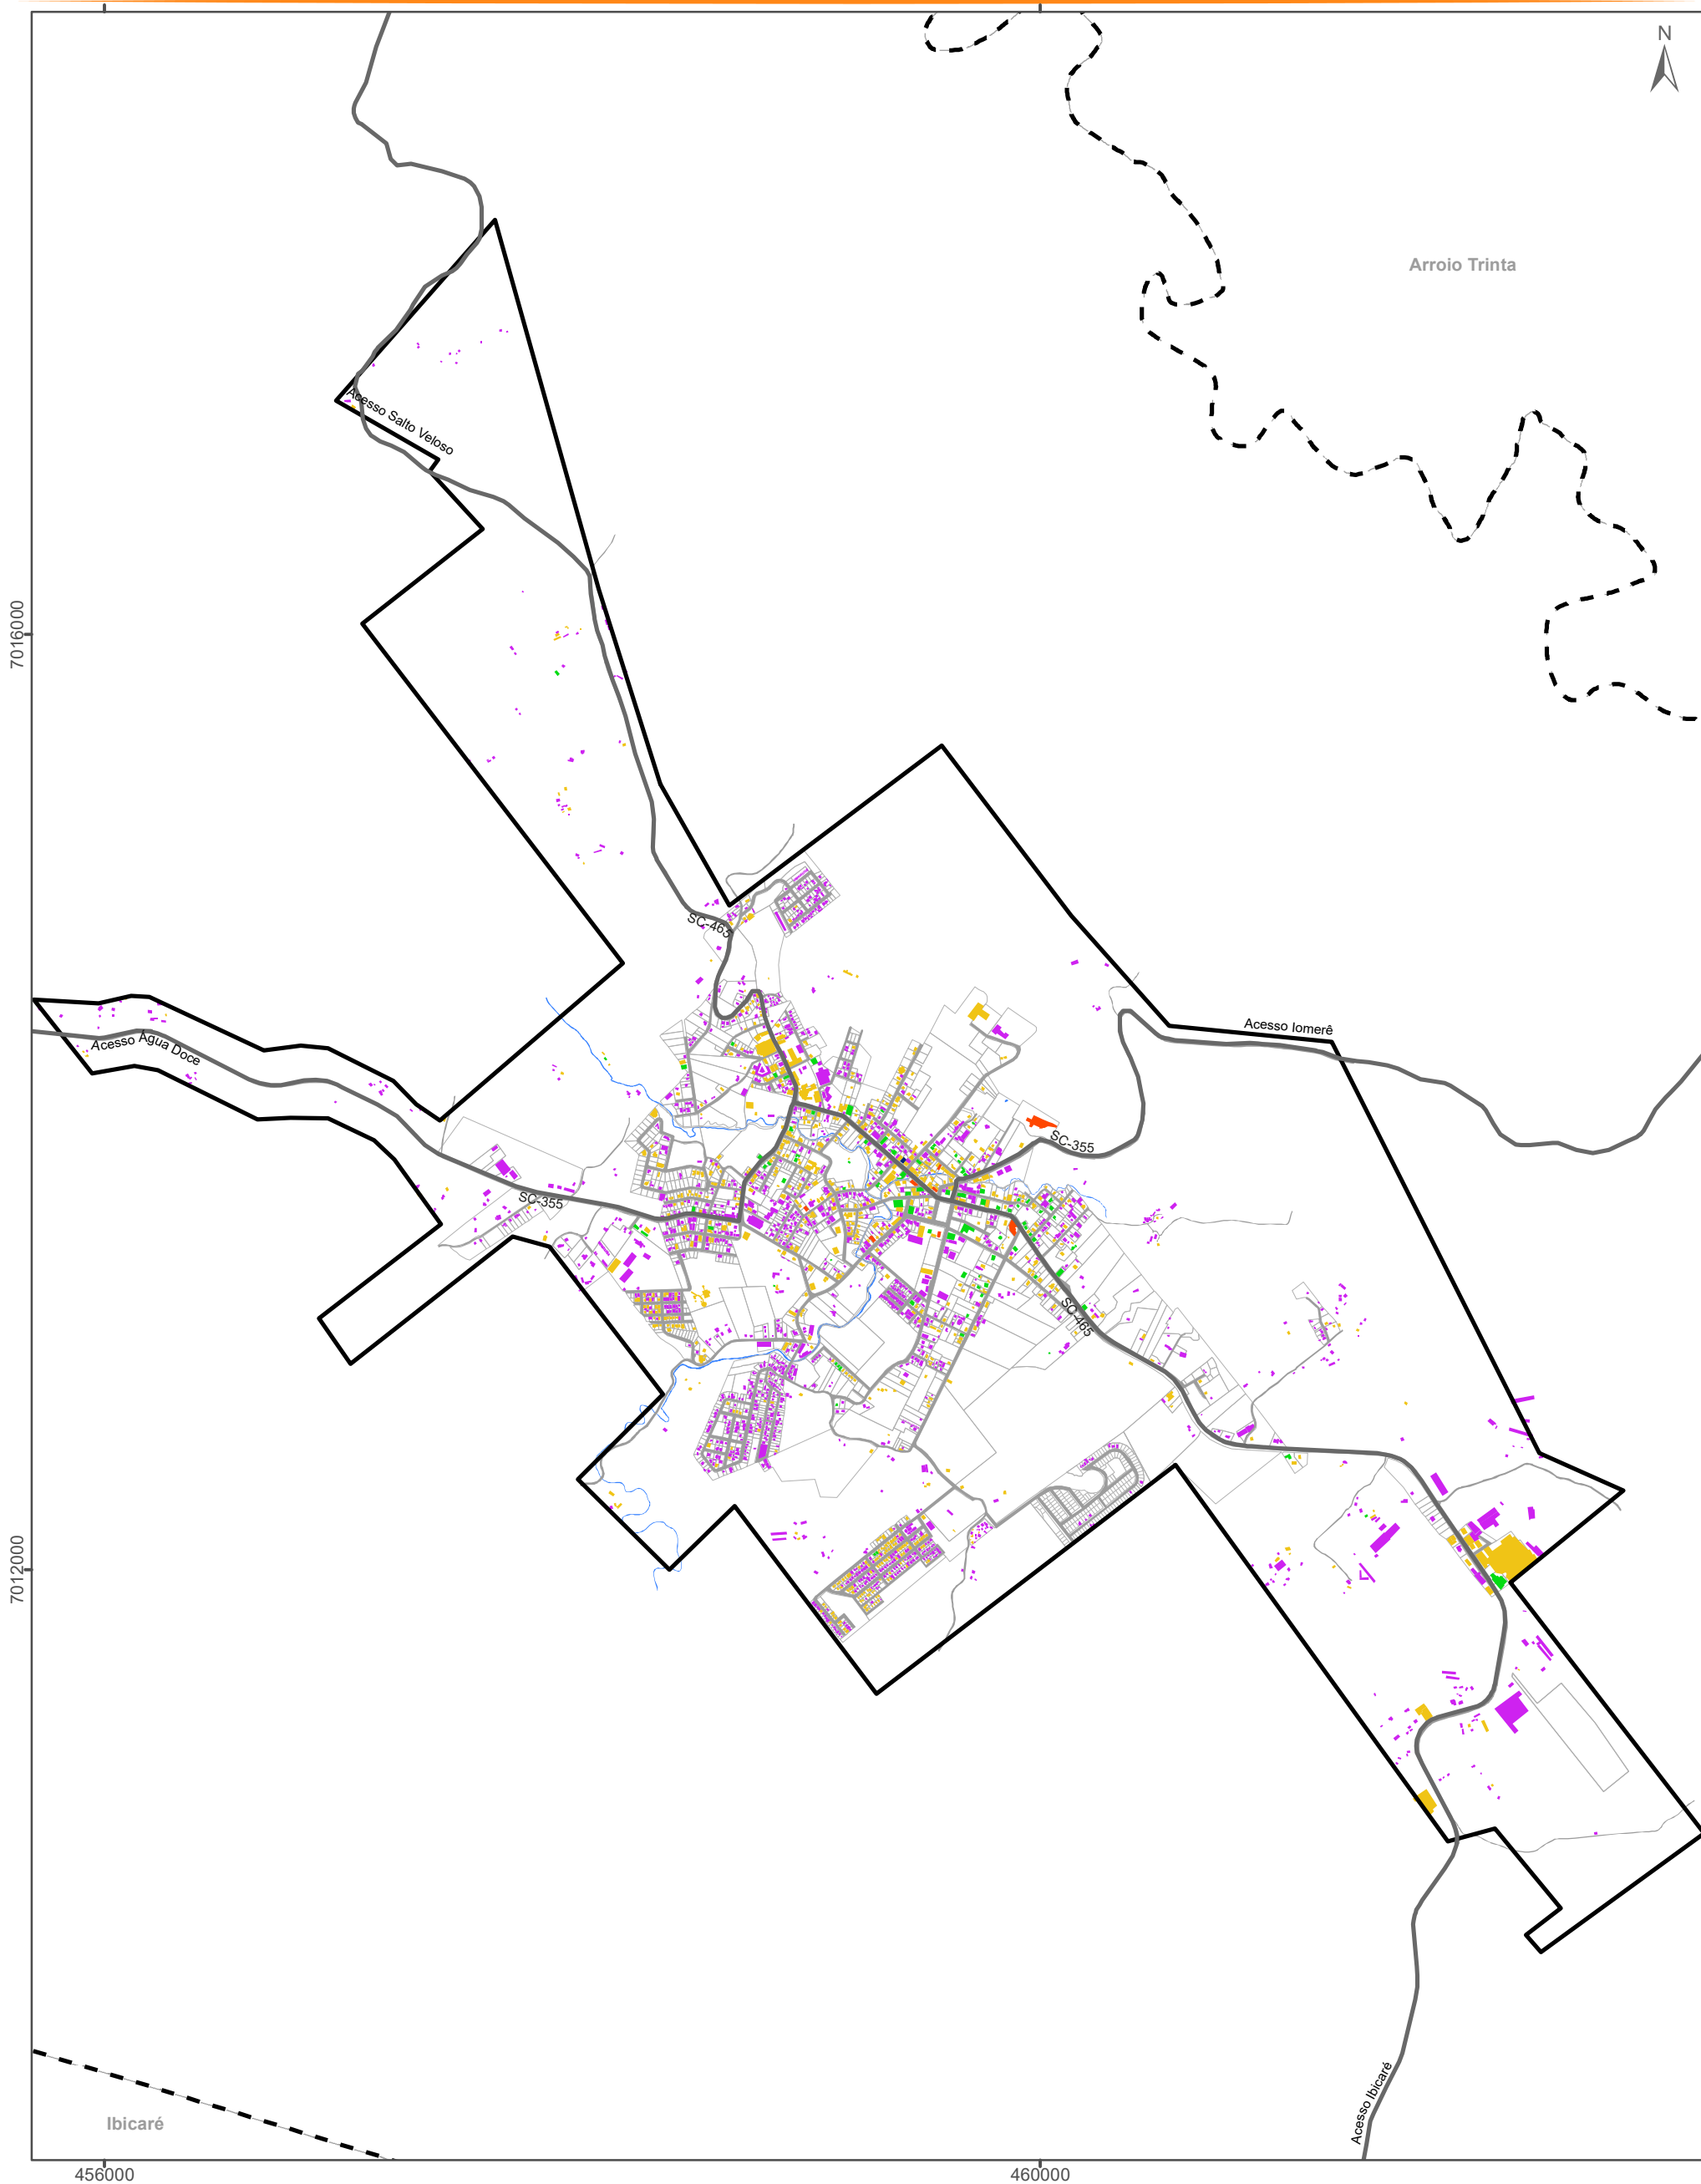 N
Arroio Trinta
Acesso Salto Veloso
7016000
SC-463
Acesso Iomerê
Acesso Água Doce
SC-355
SC-355
SC-465
7012000
Acesso Ibicaré
Ibicaré
456000
460000